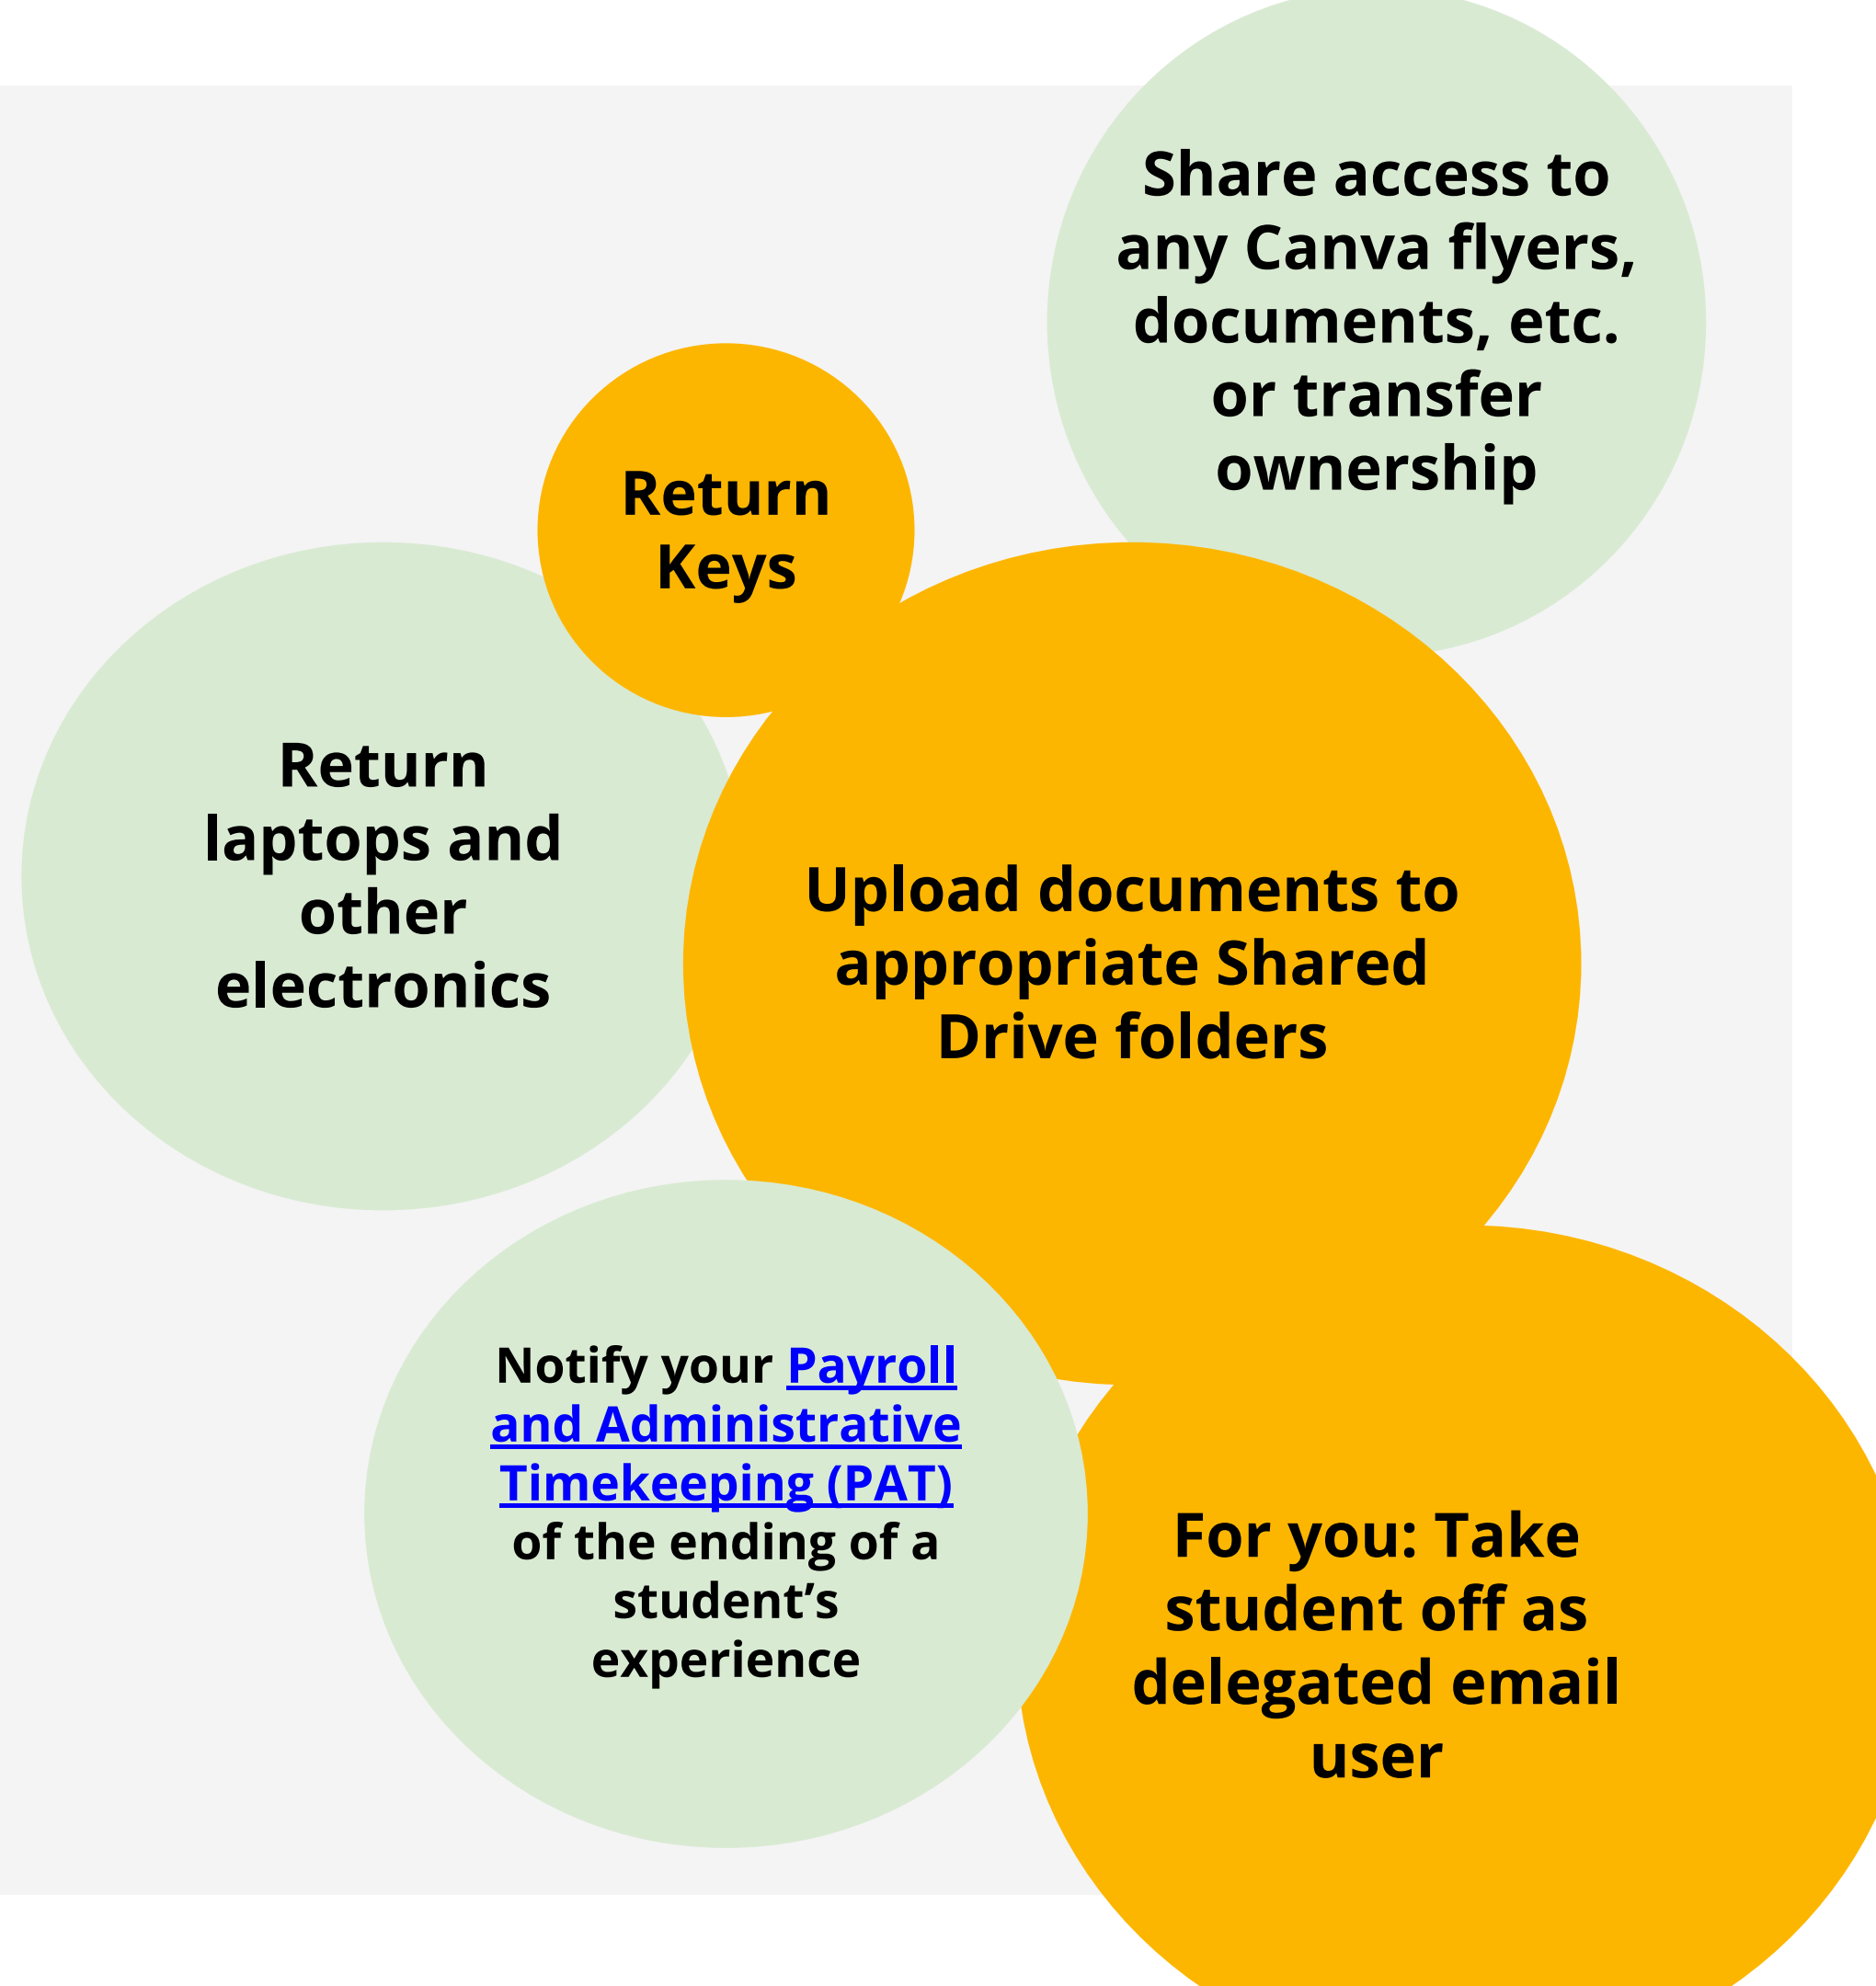 Share access to
any Canva flyers,
documents, etc.
or transfer
ownership
Return
Keys
Return
laptops and
other
electronics
Upload documents to
appropriate Shared
Drive folders
Notify your Payroll
and Administrative
Timekeeping (PAT)
of the ending of a
student’s
experience
For you: Take
student off as
delegated email
user